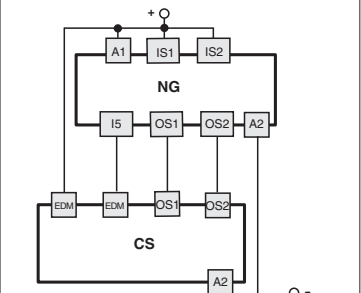 +
A1 IS1 IS2
NG
I5 OS1 OS2 A2
EDM EDM OS1 OS2
CS
A2
-